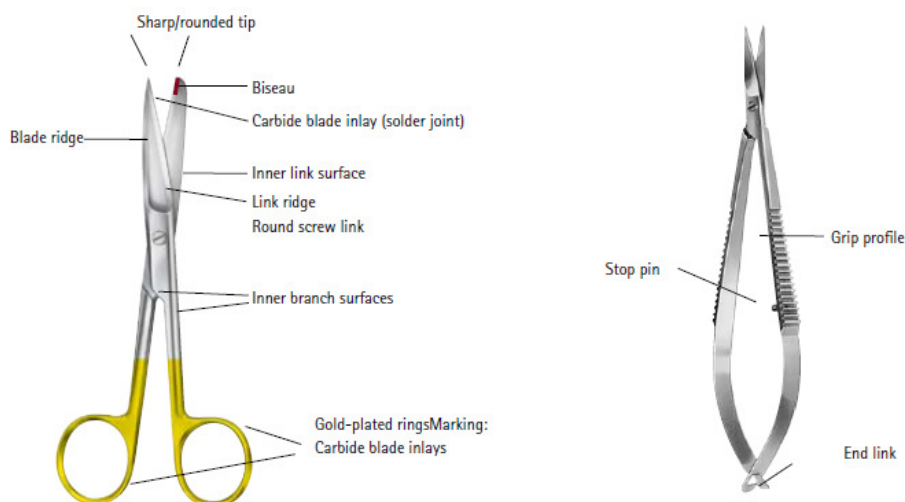 Sharp/rounded tip
Biseau
Carbide blade inlay (solder joint)
Blade ridge
Inner link surface
Link ridge
Round screw link
Inner branch surfaces
Gold-plated ringsMarking:
Carbide blade inlays
Grip profile
Stop pin
End link